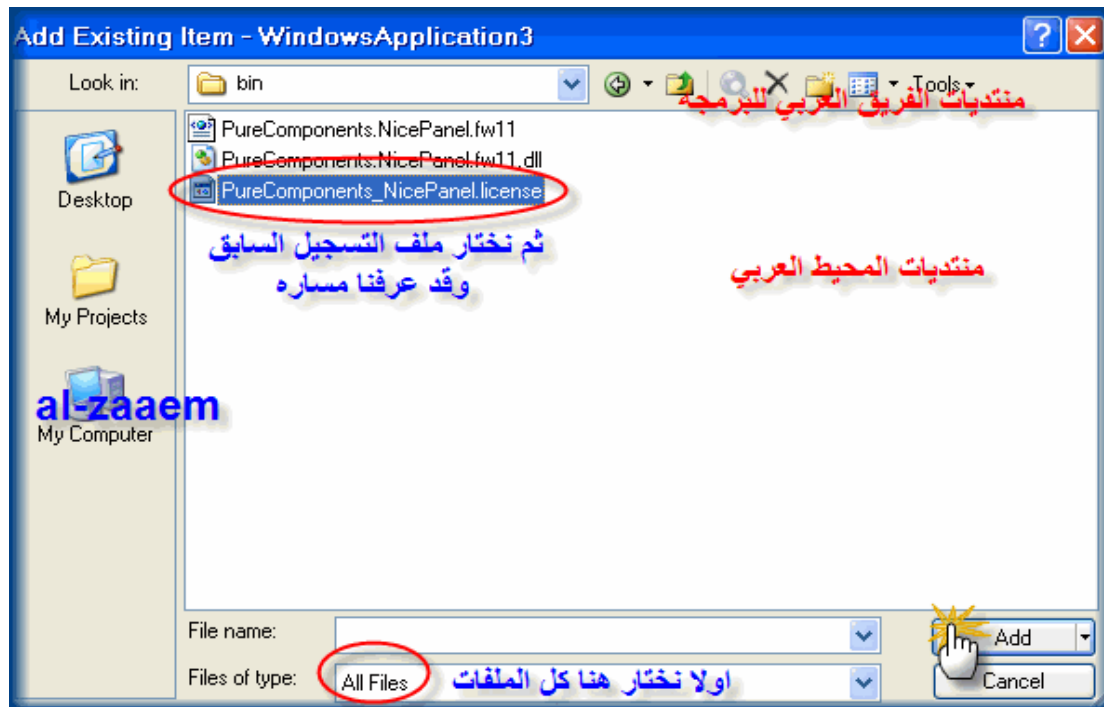 Add Existing Item - WindowsApplication3
Look in:
bin
Tools
منتديات الفريق العربي للبرمجه
PureComponents.NicePanel.fw11
PureComponents.NicePanel.fw11.dll
PureComponents_NicePanel.license
Desktop
ثم نختار ملف التسجيل السابق
وقد عرفنا مساره
منتديات المحيط العربي
My Projects
al-zaaem
My Computer
File name:
Add
Files of type:
All Files
اولا نختار هنا كل الملفات
Cancel